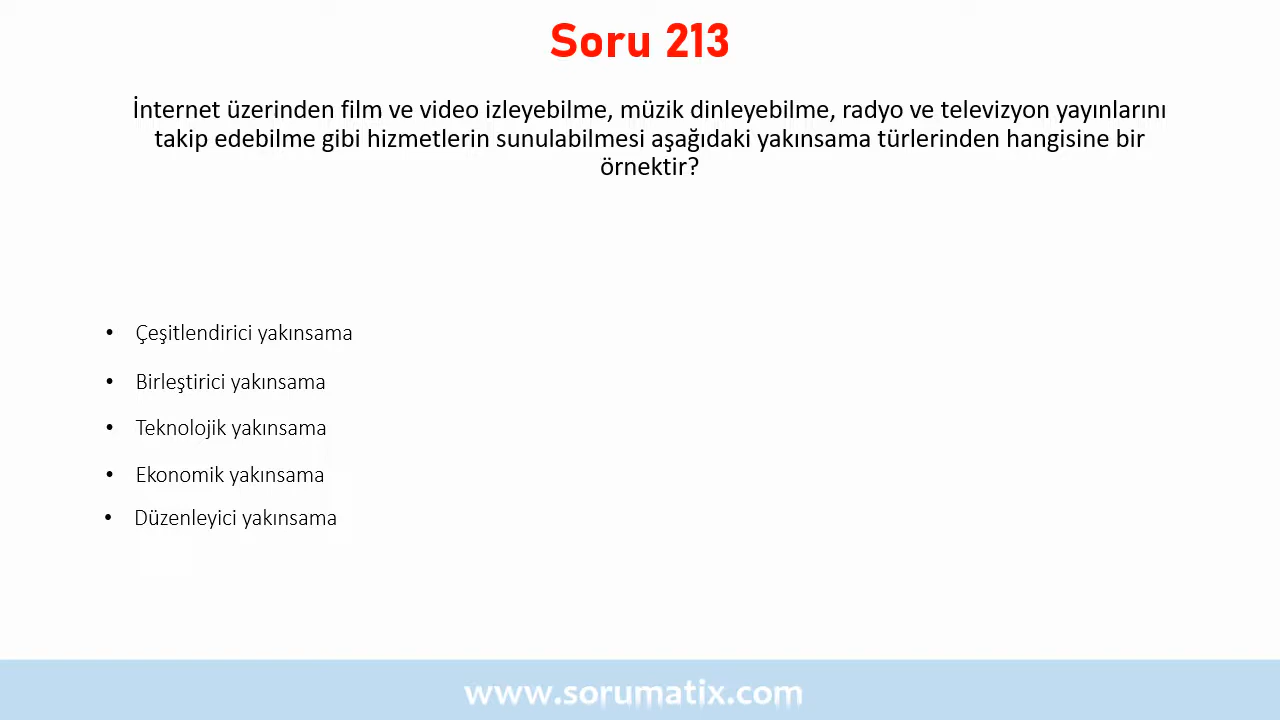 Soru 213
İnternet üzerinden film ve video izleyebilme, müzik dinleyebilme, radyo ve televizyon yayınlarını
takip edebilme gibi hizmetlerin sunulabilmesi aşağıdaki yakınsama türlerinden hangisine bir
örnektir?
• Çeşitlendirici yakınsama
• Birleştirici yakınsama
• Teknolojik yakınsama
• Ekonomik yakınsama
• Düzenleyici yakınsama
www.sorumatix.com